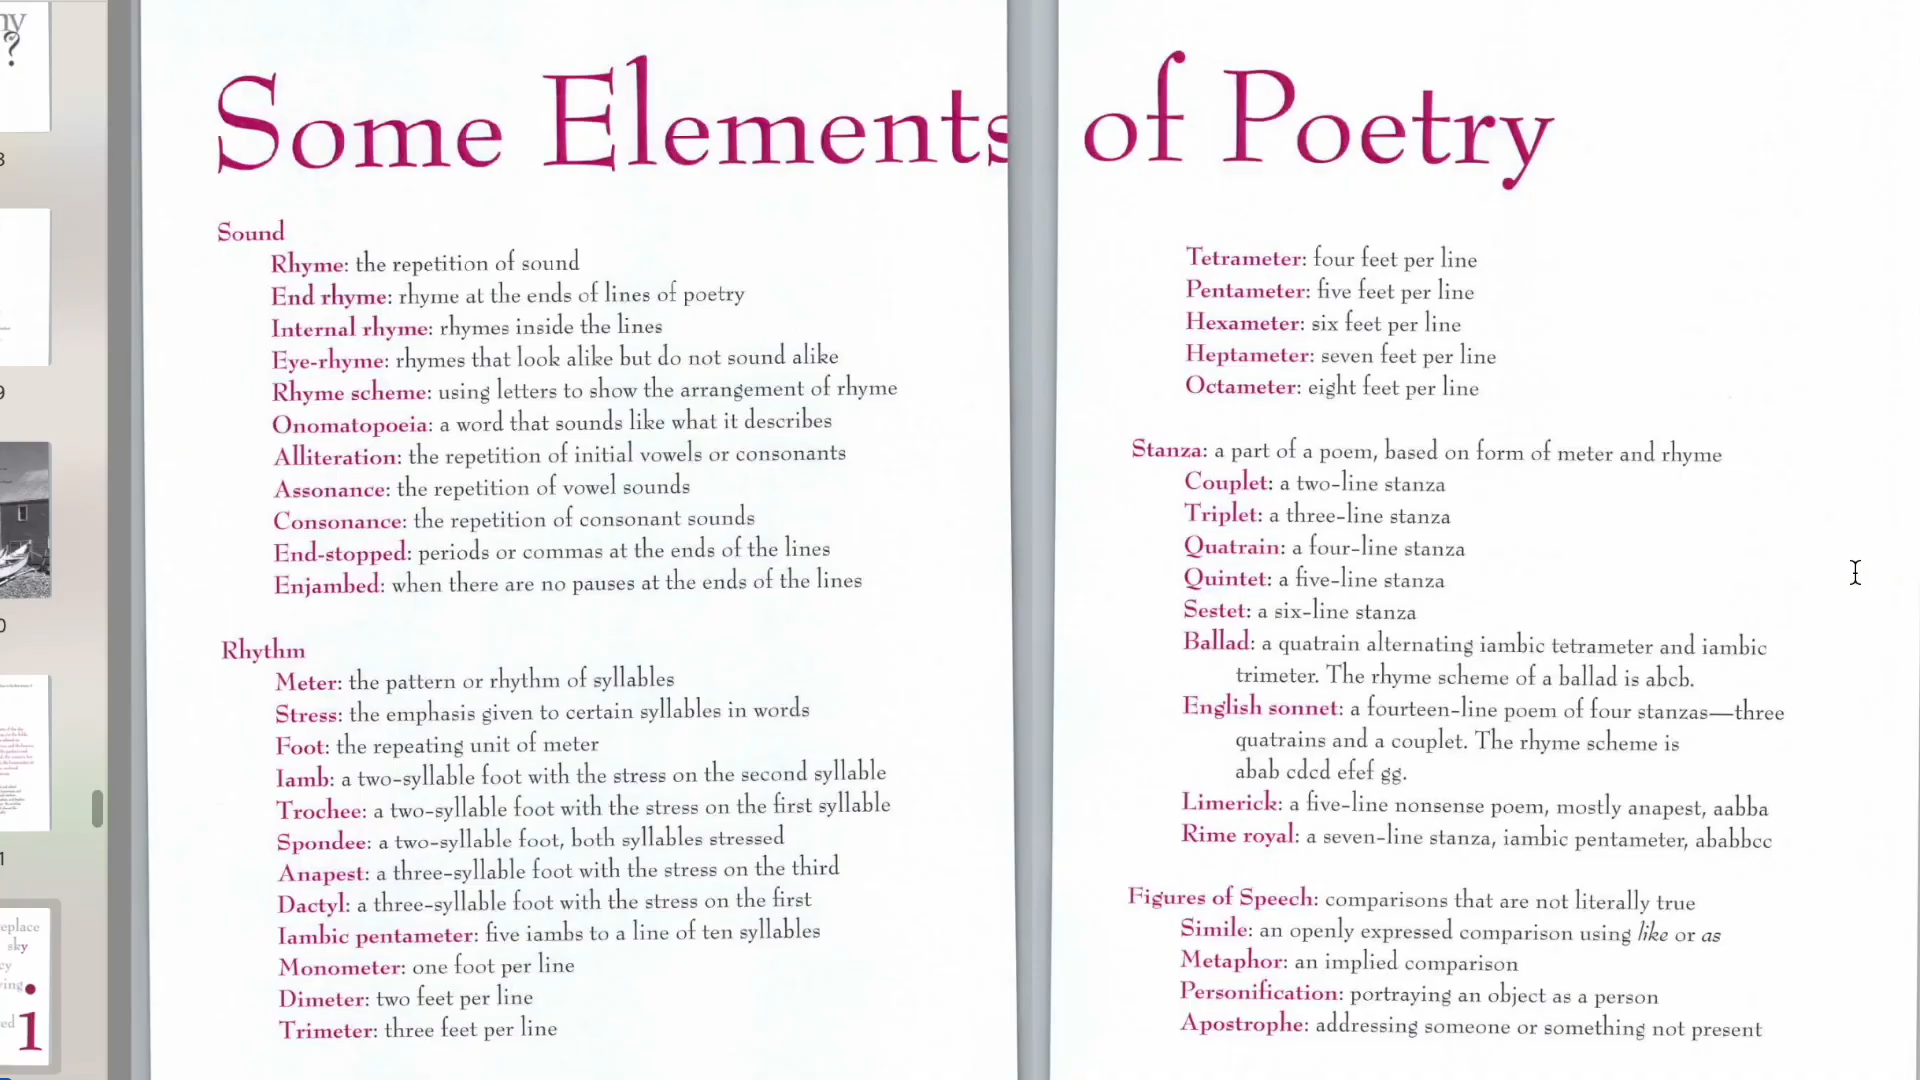 Some Elements of Poetry
Sound
Rhyme: the repetition of sound
End rhyme: rhyme at the ends of lines of poetry
Internal rhyme: rhymes inside the lines
Eye-rhyme: rhymes that look alike but do not sound alike
Rhyme scheme: using letters to show the arrangement of rhyme
Onomatopoeia: a word that sounds like what it describes
Alliteration: the repetition of initial vowels or consonants
Assonance: the repetition of vowel sounds
Consonance: the repetition of consonant sounds
End-stopped: periods or commas at the ends of the lines
Enjambed: when there are no pauses at the ends of the lines
Rhythm
Meter: the pattern or rhythm of syllables
Stress: the emphasis given to certain syllables in words
Foot: the repeating unit of meter
Iamb: a two-syllable foot with the stress on the second syllable
Trochee: a two-syllable foot with the stress on the first syllable
Spondee: a two-syllable foot, both syllables stressed
Anapest: a three-syllable foot with the stress on the third
Dactyl: a three-syllable foot with the stress on the first
Iambic pentameter: five iambs to a line of ten syllables
Monometer: one foot per line
Dimeter: two feet per line
Trimeter: three feet per line
Tetrameter: four feet per line
Pentameter: five feet per line
Hexameter: six feet per line
Heptameter: seven feet per line
Octameter: eight feet per line
Stanza: a part of a poem, based on form of meter and rhyme
Couplet: a two-line stanza
Triplet: a three-line stanza
Quatrain: a four-line stanza
Quintet: a five-line stanza
Sestet: a six-line stanza
Ballad: a quatrain alternating iambic tetrameter and iambic
trimeter. The rhyme scheme of a ballad is abcb.
English sonnet: a fourteen-line poem of four stanzas—three
quatrains and a couplet. The rhyme scheme is
abab cdcd efef gg.
Limerick: a five-line nonsense poem, mostly anapest, aabba
Rime royal: a seven-line stanza, iambic pentameter, ababbcc
Figures of Speech: comparisons that are not literally true
Simile: an openly expressed comparison using like or as
Metaphor: an implied comparison
Personification: portraying an object as a person
Apostrophe: addressing someone or something not present